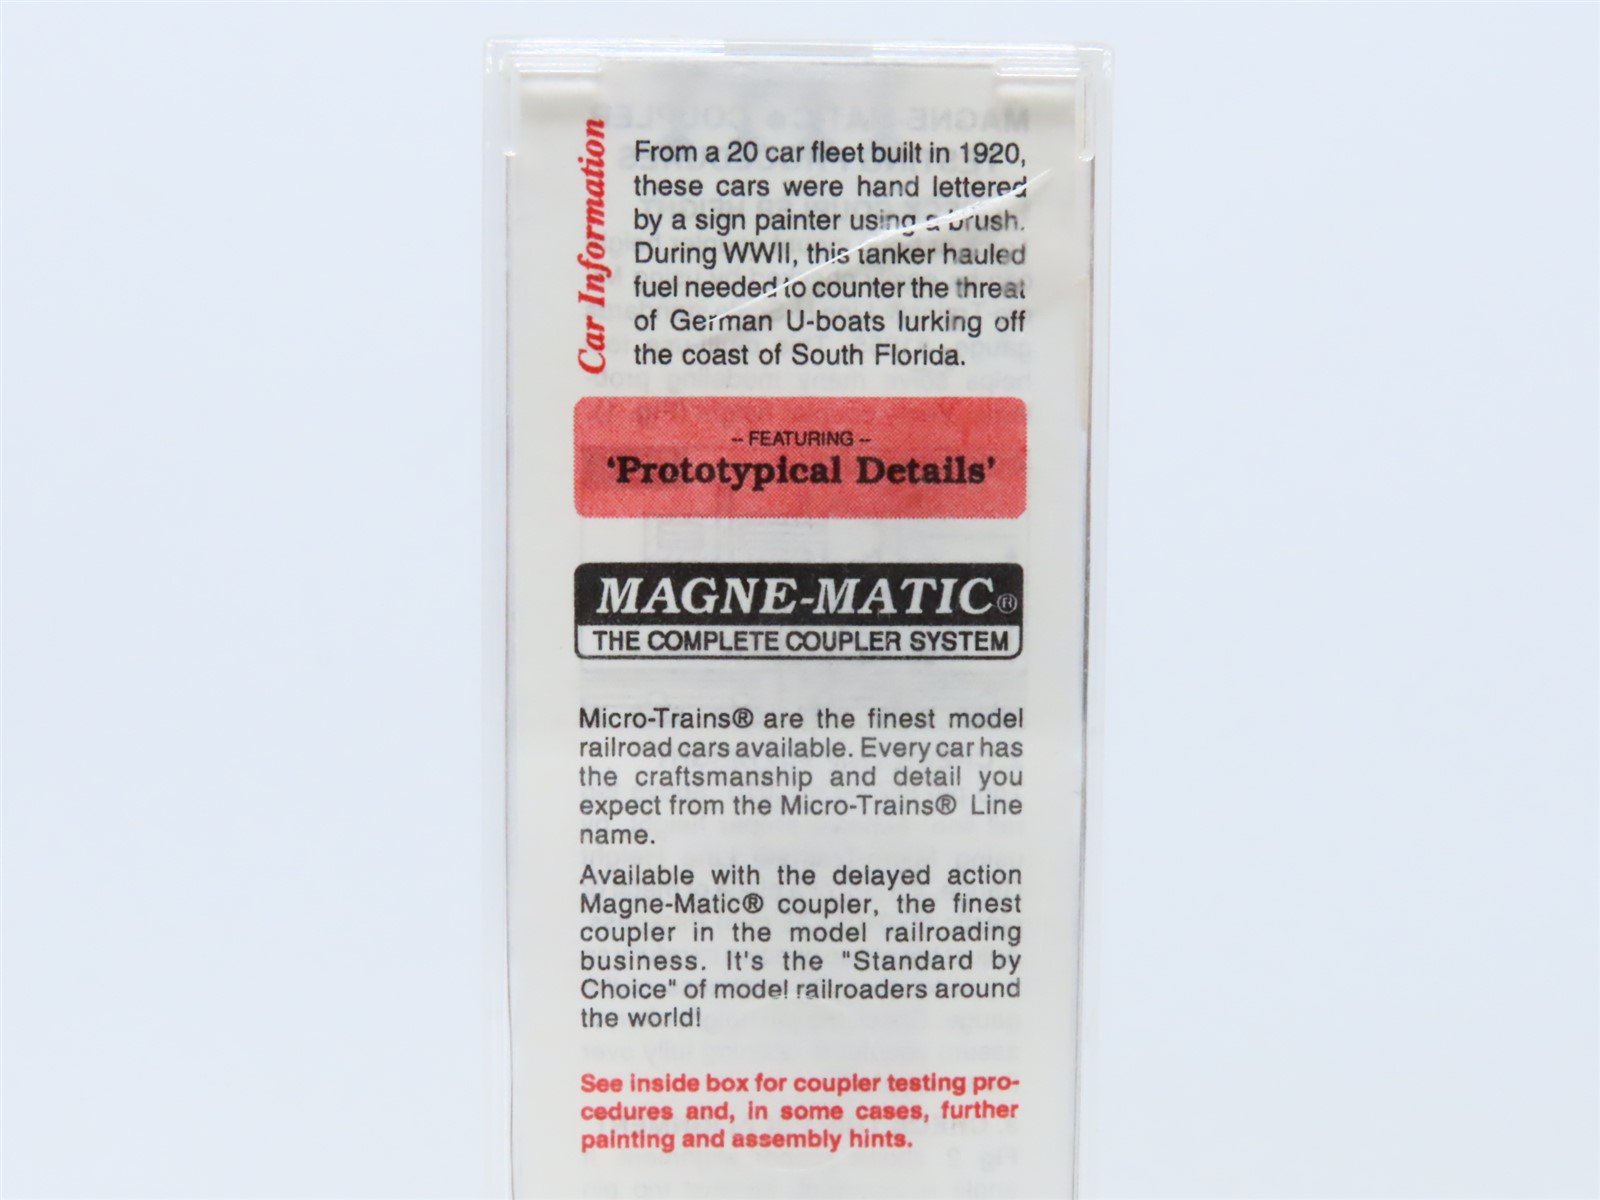 Car Information
From a 20 car fleet built in 1920,
these cars were hand lettered
by a sign painter using a brush.
During WWII, this tanker hauled
fuel needed to counter the threat
of German U-boats lurking off
the coast of South Florida.
-- FEATURING --
'Prototypical Details'
MAGNE-MATIC®
THE COMPLETE COUPLER SYSTEM
Micro-Trains® are the finest model
railroad cars available. Every car has
the craftsmanship and detail you
expect from the Micro-Trains® Line
name.
Available with the delayed action
Magne-Matic® coupler, the finest
coupler in the model railroading
business. It's the "Standard by
Choice" of model railroaders around
the world!
See inside box for coupler testing pro-
cedures and, in some cases, further
painting and assembly hints.